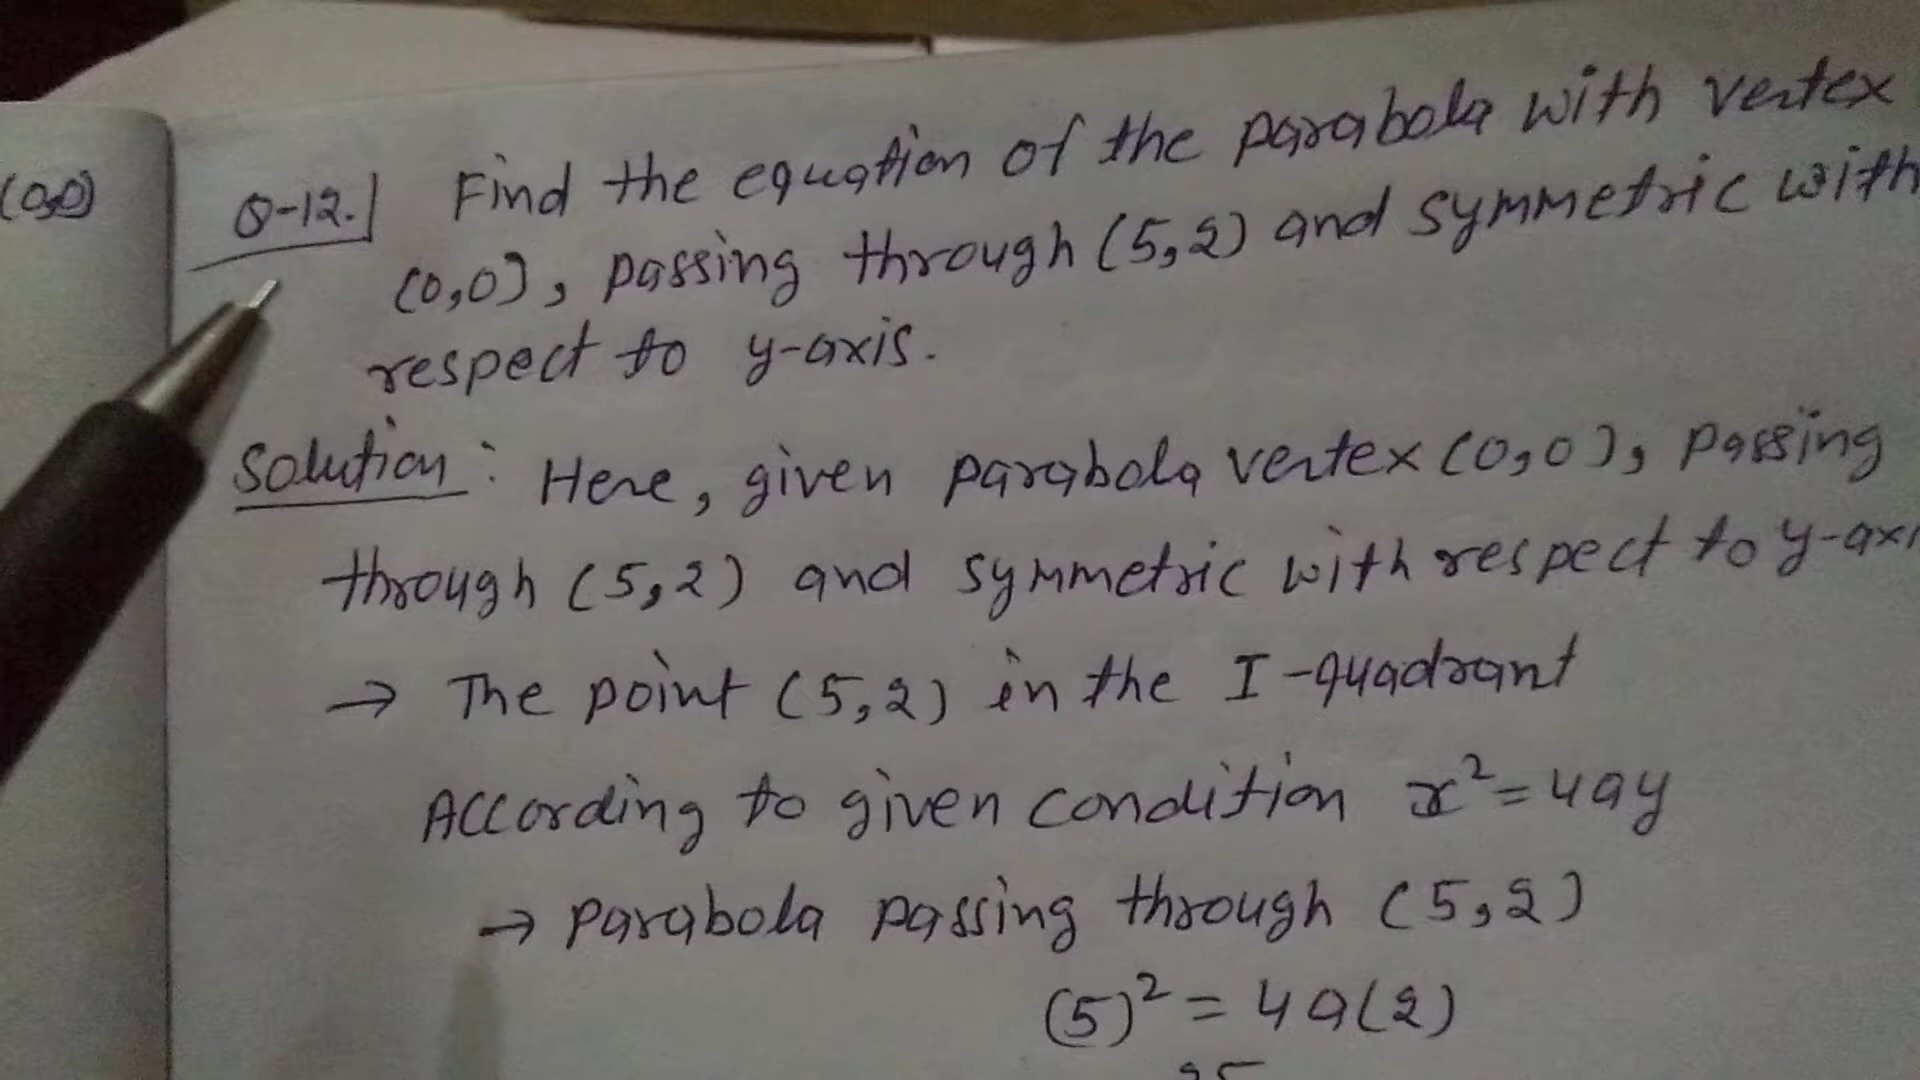 (0,0)
Q-12. Find the equation of the parabola with vertex
(0,0), passing through (5,2) and symmetric with
respect to y-axis.
Solution: Here, given parabola vertex (0,0), passing
through (5,2) and symmetric with respect to y-axi
→ The point (5,2) in the I-quadrant
According to given condition x²=4ay
→ parabola passing through (5,2)
(5)² = 4a(2)
25